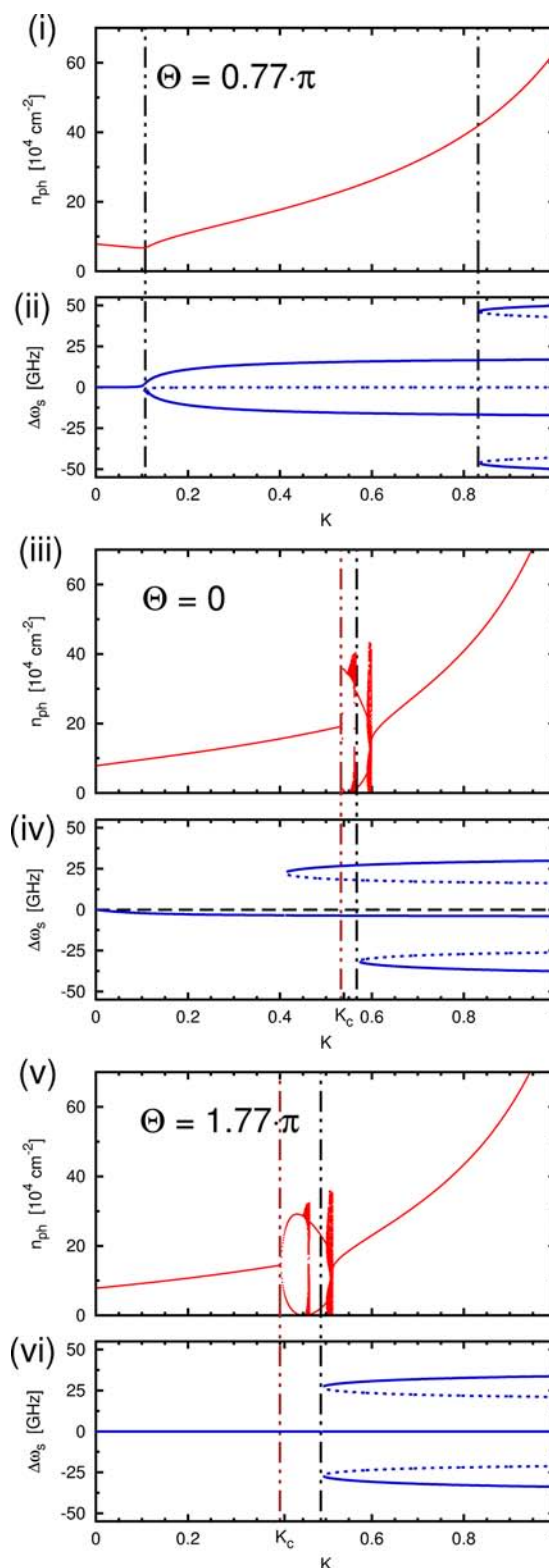 (i)
Θ = 0.77·π
n_ph [10^4 cm^-2]
60
40
20
0
(ii)
Δω_s [GHz]
50
25
0
-25
-50
0 0.2 0.4 0.6 0.8
K
(iii)
Θ = 0
n_ph [10^4 cm^-2]
60
40
20
0
(iv)
Δω_s [GHz]
50
25
0
-25
-50
0 0.2 0.4 K_c 0.6 0.8
K
(v)
Θ = 1.77·π
n_ph [10^4 cm^-2]
60
40
20
0
(vi)
Δω_s [GHz]
50
25
0
-25
-50
0 0.2 K_c 0.6 0.8
K